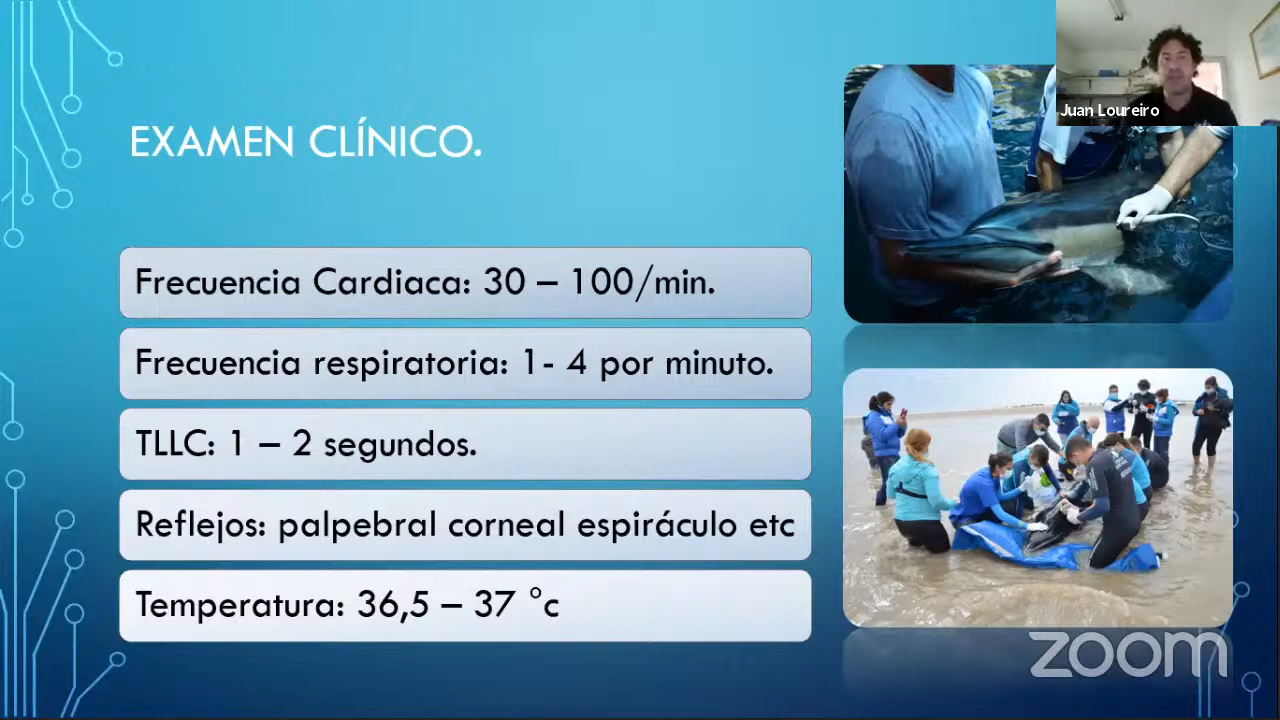 Juan Loureiro
EXAMEN CLÍNICO.
Frecuencia Cardiaca: 30 – 100/min.
Frecuencia respiratoria: 1- 4 por minuto.
TLLC: 1 – 2 segundos.
Reflejos: palpebral corneal espiráculo etc
Temperatura: 36,5 – 37 °c
zoom